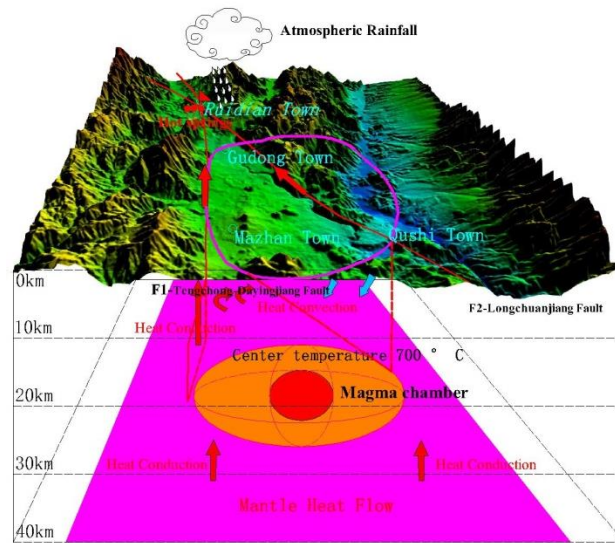 Atmospheric Rainfall
Ruidian Town
Hot spring
Gudong Town
Mazhan Town
Qushi Town
0km
F1-Tengchong-Dayingjiang Fault
F2-Longchuanjiang Fault
Heat Convection
Heat Conduction
10km
Center temperature 700 ° C
Magma chamber
20km
Heat Conduction
Heat Conduction
30km
Mantle Heat Flow
40km